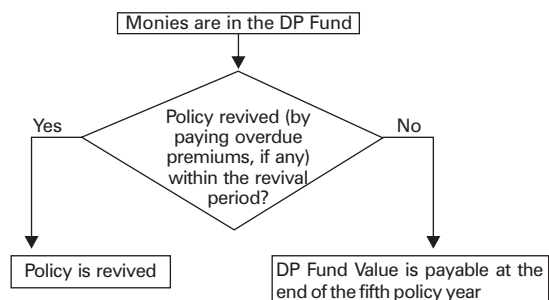 Monies are in the DP Fund
Policy revived (by
paying overdue
premiums, if any)
within the revival
period?
Yes
No
Policy is revived
DP Fund Value is payable at the
end of the fifth policy year